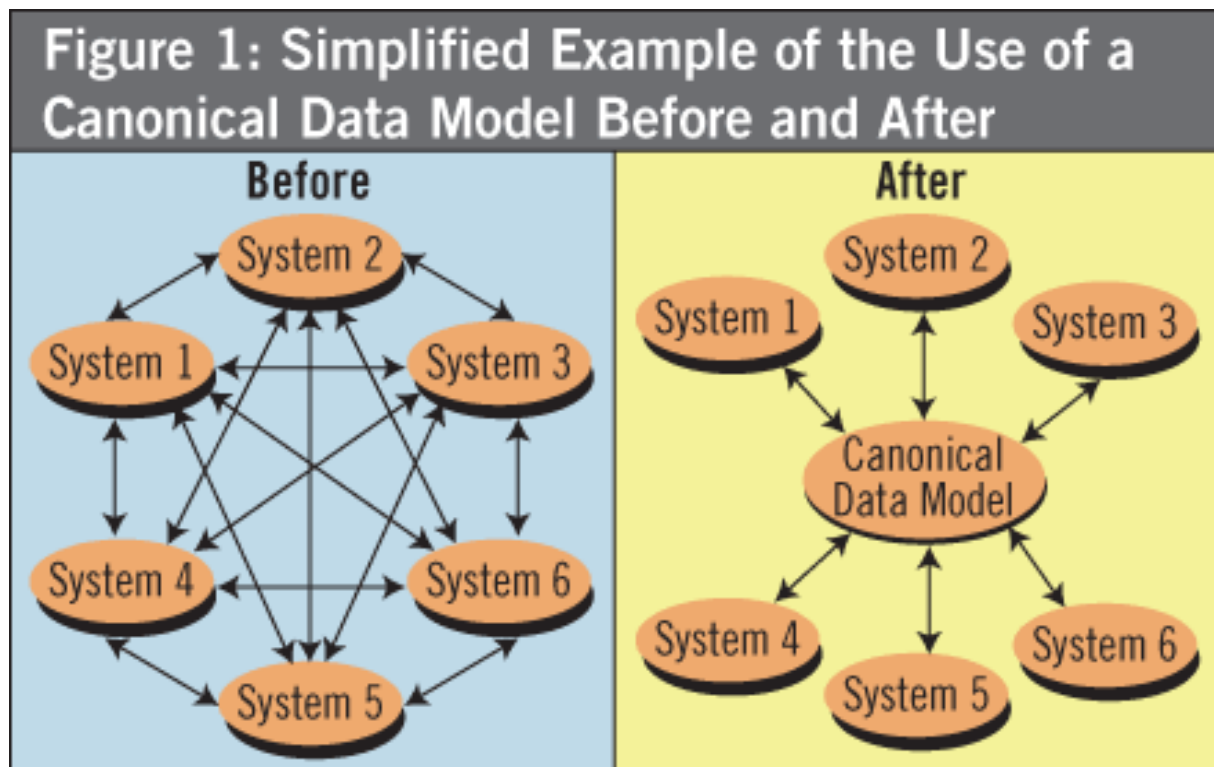 Figure 1: Simplified Example of the Use of a
Canonical Data Model Before and After
Before
System 2
System 1
System 3
System 4
System 6
System 5
After
System 2
System 1
System 3
Canonical
Data Model
System 4
System 6
System 5